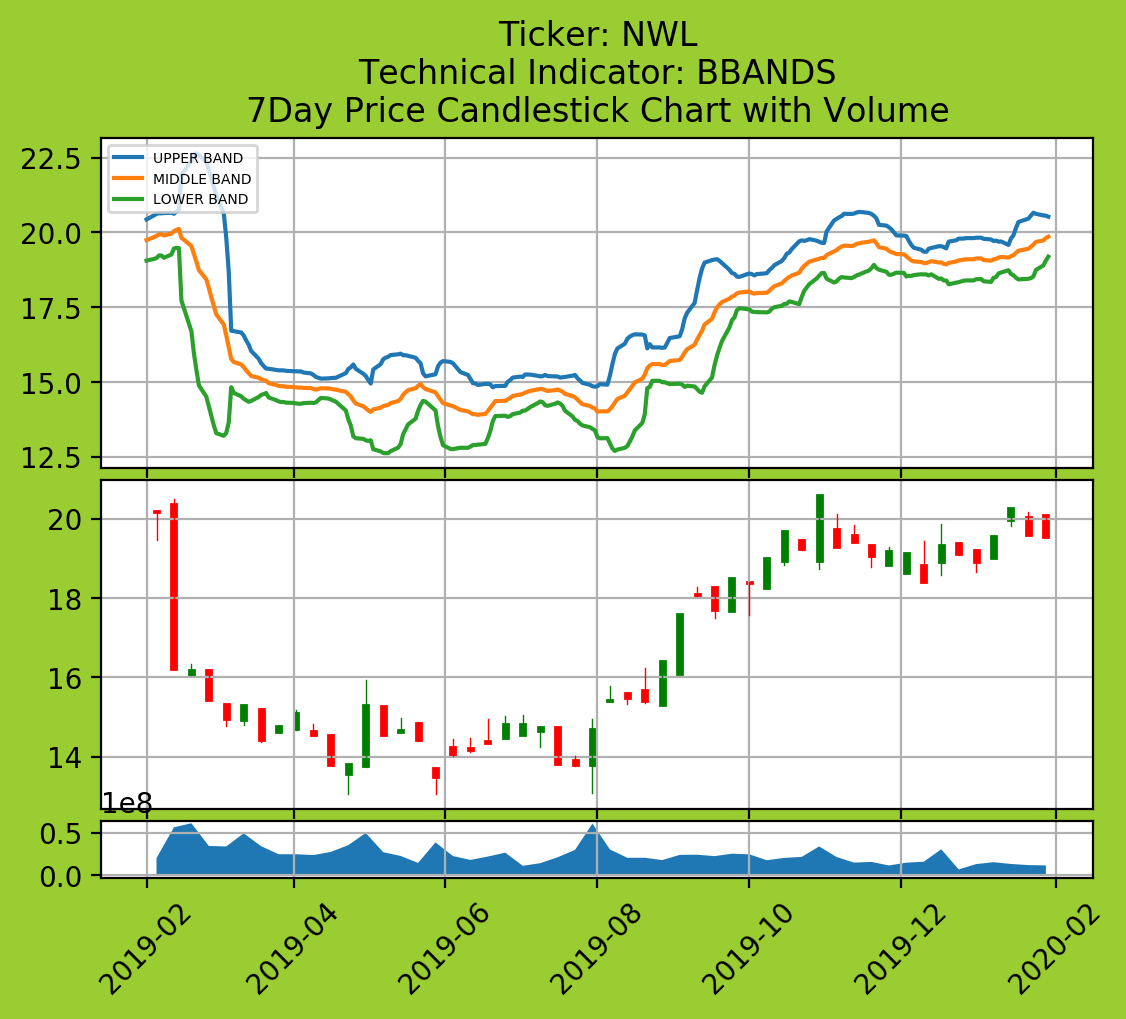 Ticker: NWL
Technical Indicator: BBANDS
7Day Price Candlestick Chart with Volume
UPPER BAND
MIDDLE BAND
LOWER BAND
22.5
20.0
17.5
15.0
12.5
20
18
16
14
1e8
0.5
0.0
2019-02
2019-04
2019-06
2019-08
2019-10
2019-12
2020-02